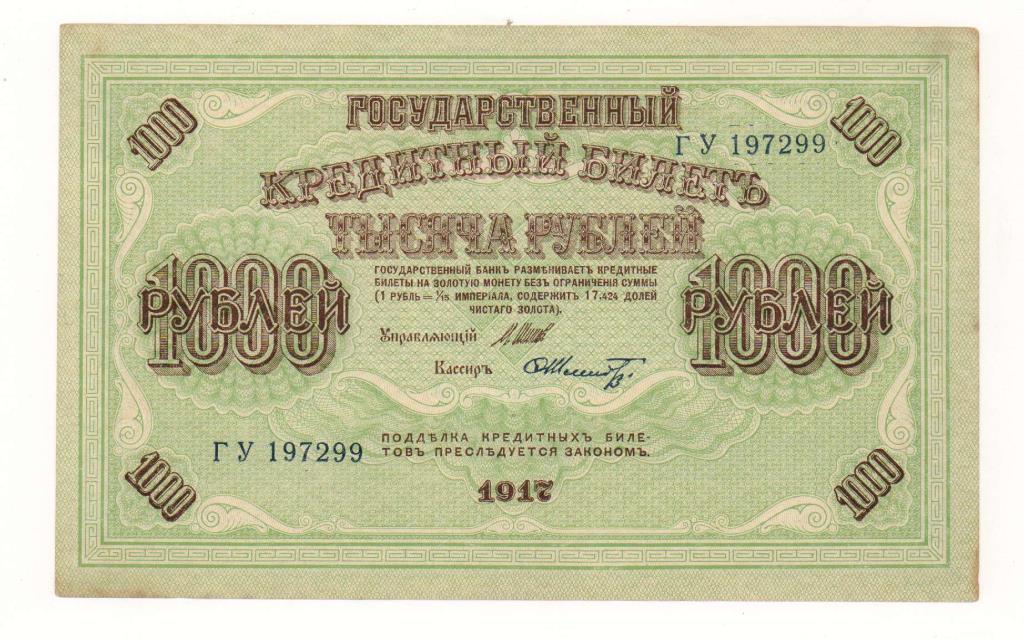 1000
ГОСУДАРСТВЕННЫЙ
1000
ГУ 197299
КРЕДИТНЫЙ БИЛЕТЪ
ТЫСЯЧА РУБЛЕЙ
1000
РУБЛЕЙ
ГОСУДАРСТВЕННЫЙ БАНКЪ РАЗМѢНИВАЕТЪ КРЕДИТНЫЕ
БИЛЕТЫ НА ЗОЛОТУЮ МОНЕТУ БЕЗЪ ОГРАНИЧЕНІЯ СУММЫ
(1 РУБЛЬ = 1/15 ИМПЕРІАЛА, СОДЕРЖИТЪ 17,424 ДОЛЕЙ
ЧИСТАГО ЗОЛОТА).
1000
РУБЛЕЙ
Управляющій
Кассиръ
ГУ 197299
ПОДДѢЛКА КРЕДИТНЫХЪ БИЛЕ-
ТОВЪ ПРЕСЛѢДУЕТСЯ ЗАКОНОМЪ.
1000
1917
1000